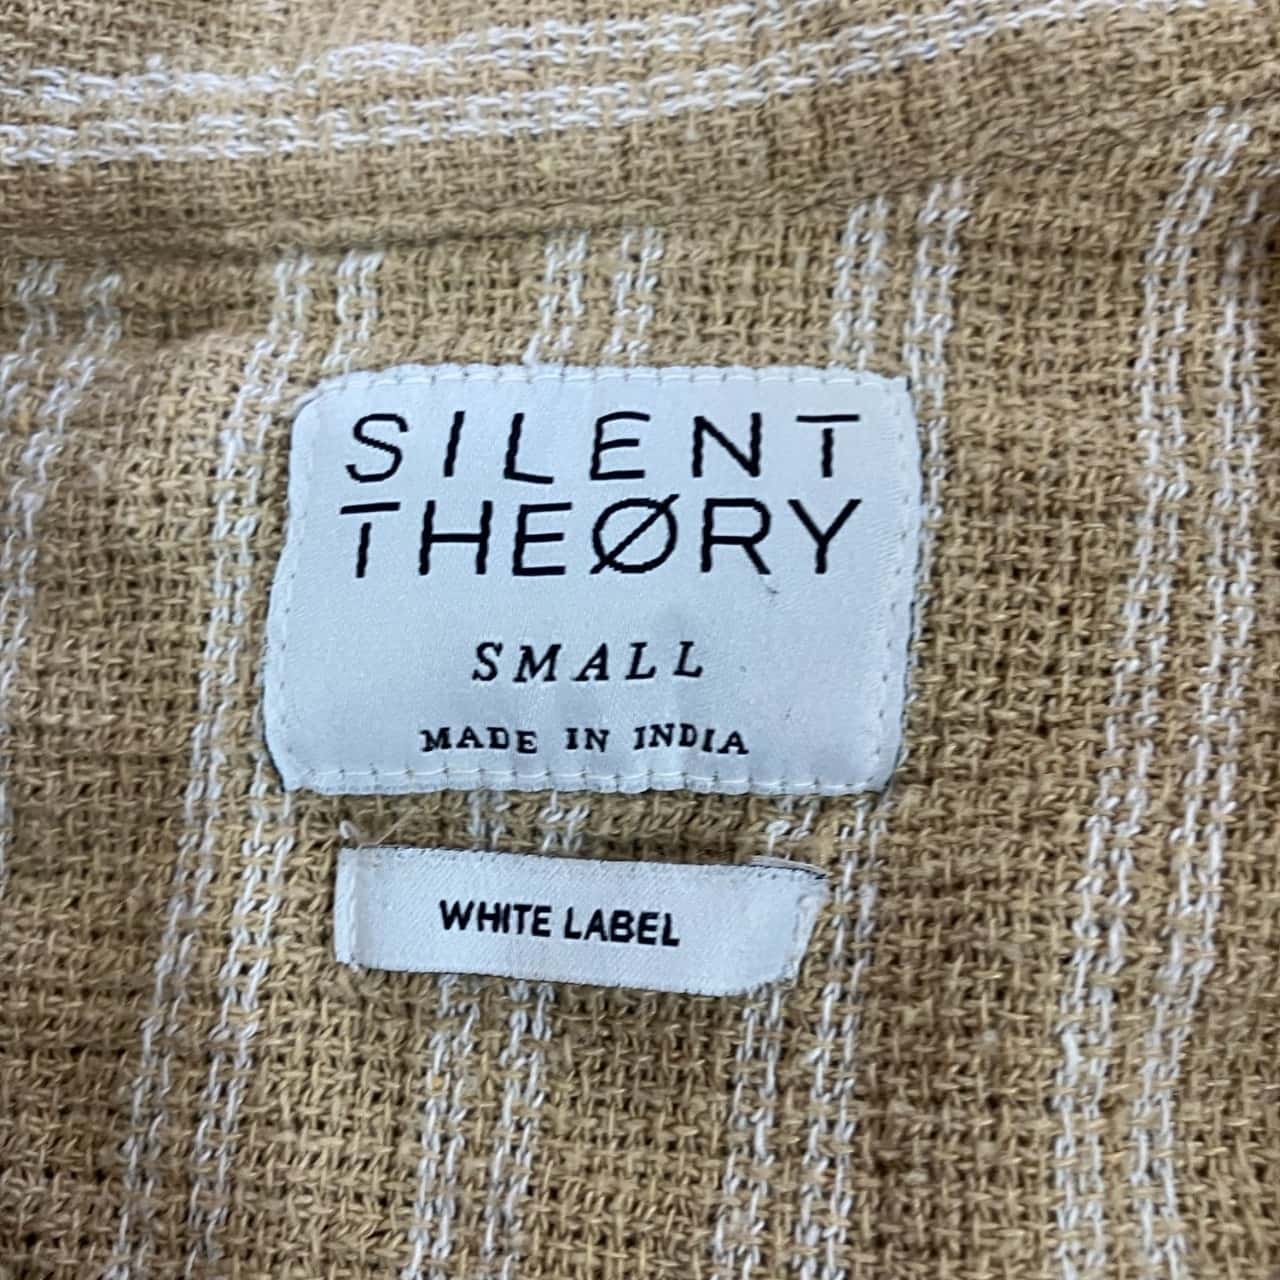 SILENT
THEØRY
SMALL
MADE IN INDIA
WHITE LABEL